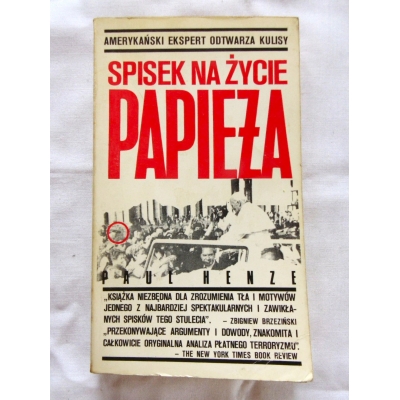 AMERYKAŃSKI EKSPERT ODTWARZA KULISY
SPISEK NA ŻYCIE
PAPIEŻA
PAUL HENZE
„KSIĄŻKA NIEZBĘDNA DLA ZROZUMIENIA TŁA I MOTYWÓW
JEDNEGO Z NAJBARDZIEJ SPEKTAKULARNYCH I ZAWIKŁA-
NYCH SPISKÓW TEGO STULECIA”. – ZBIGNIEW BRZEZIŃSKI
„PRZEKONYWAJĄCE ARGUMENTY I DOWODY, ZNAKOMITA I
CAŁKOWICIE ORYGINALNA ANALIZA PŁATNEGO TERRORYZMU”.
– THE NEW YORK TIMES BOOK REVIEW